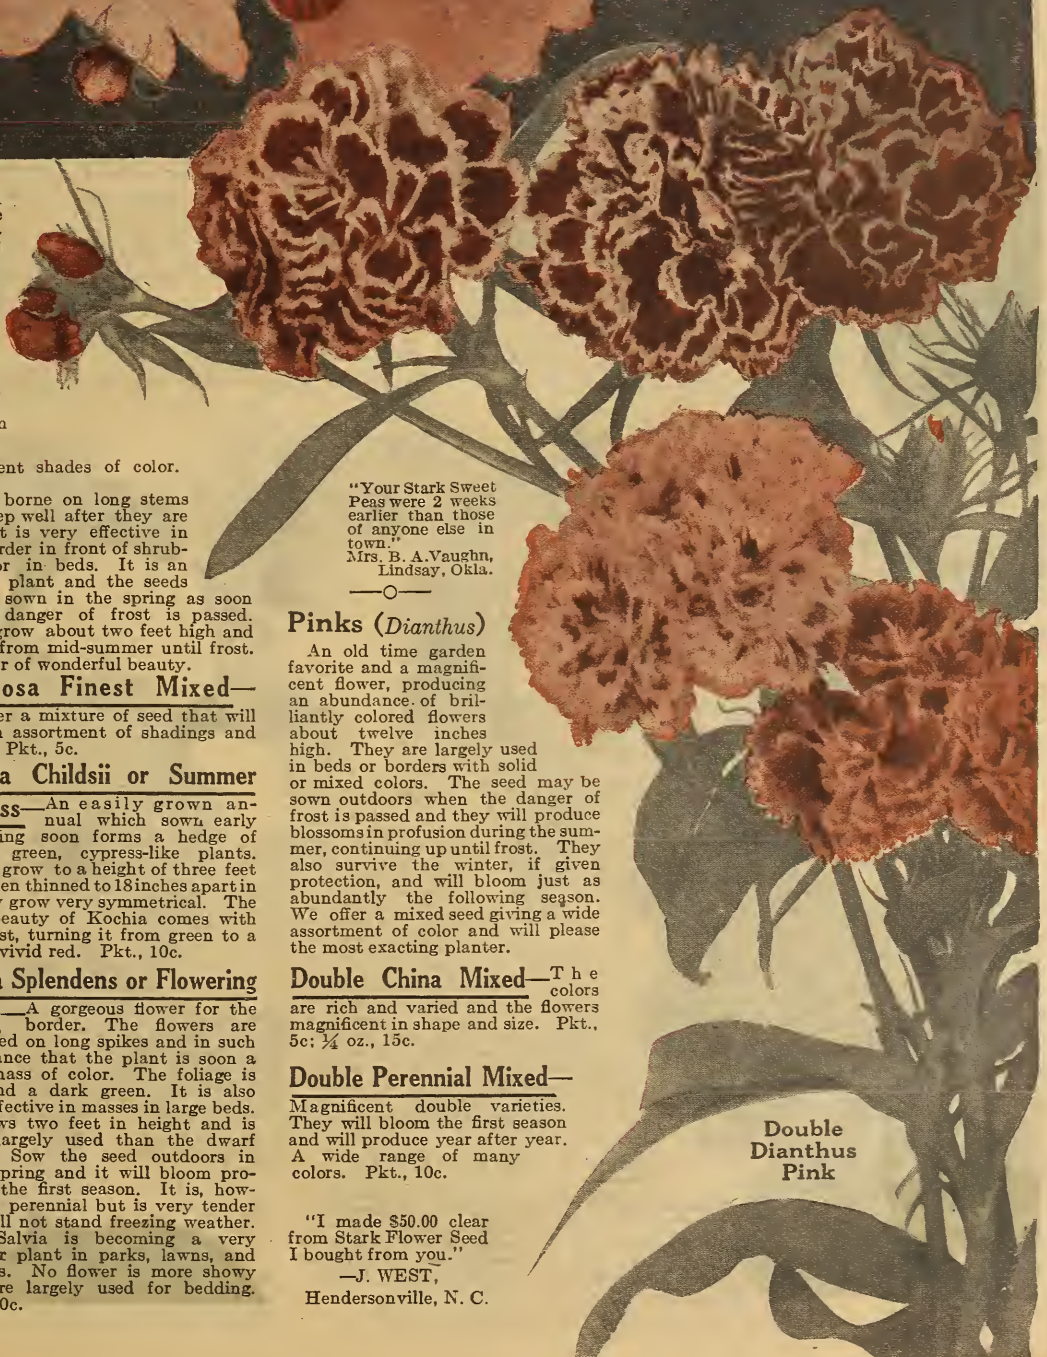 ent shades of color.
borne on long stems
ep well after they are
t is very effective in
rder in front of shrub-
or in beds. It is an
plant and the seeds
sown in the spring as soon
danger of frost is passed.
grow about two feet high and
from mid-summer until frost.
r of wonderful beauty.
osa Finest Mixed—
er a mixture of seed that will
assortment of shadings and
Pkt., 5c.
a Childsii or Summer
ss—An easily grown an-
nual which sown early
ing soon forms a hedge of
green, cypress-like plants.
grow to a height of three feet
en thinned to 18 inches apart in
y grow very symmetrical. The
eauty of Kochia comes with
st, turning it from green to a
vivid red. Pkt., 10c.
a Splendens or Flowering
—A gorgeous flower for the
border. The flowers are
ed on long spikes and in such
ance that the plant is soon a
mass of color. The foliage is
nd a dark green. It is also
fective in masses in large beds.
ws two feet in height and is
largely used than the dwarf
Sow the seed outdoors in
spring and it will bloom pro-
the first season. It is, how-
perennial but is very tender
ll not stand freezing weather.
Salvia is becoming a very
r plant in parks, lawns, and
s. No flower is more showy
re largely used for bedding.
0c.
"Your Stark Sweet
Peas were 2 weeks
earlier than those
of anyone else in
town."
Mrs. B. A. Vaughn,
Lindsay, Okla.
Pinks (Dianthus)
An old time garden
favorite and a magnifi-
cent flower, producing
an abundance of bril-
liantly colored flowers
about twelve inches
high. They are largely used
in beds or borders with solid
or mixed colors. The seed may be
sown outdoors when the danger of
frost is passed and they will produce
blossoms in profusion during the sum-
mer, continuing up until frost. They
also survive the winter, if given
protection, and will bloom just as
abundantly the following season.
We offer a mixed seed giving a wide
assortment of color and will please
the most exacting planter.
Double China Mixed—The
colors
are rich and varied and the flowers
magnificent in shape and size. Pkt.,
5c; ¼ oz., 15c.
Double Perennial Mixed—
Magnificent double varieties.
They will bloom the first season
and will produce year after year.
A wide range of many
colors. Pkt., 10c.
"I made $50.00 clear
from Stark Flower Seed
I bought from you."
—J. WEST,
Hendersonville, N. C.
Double
Dianthus
Pink